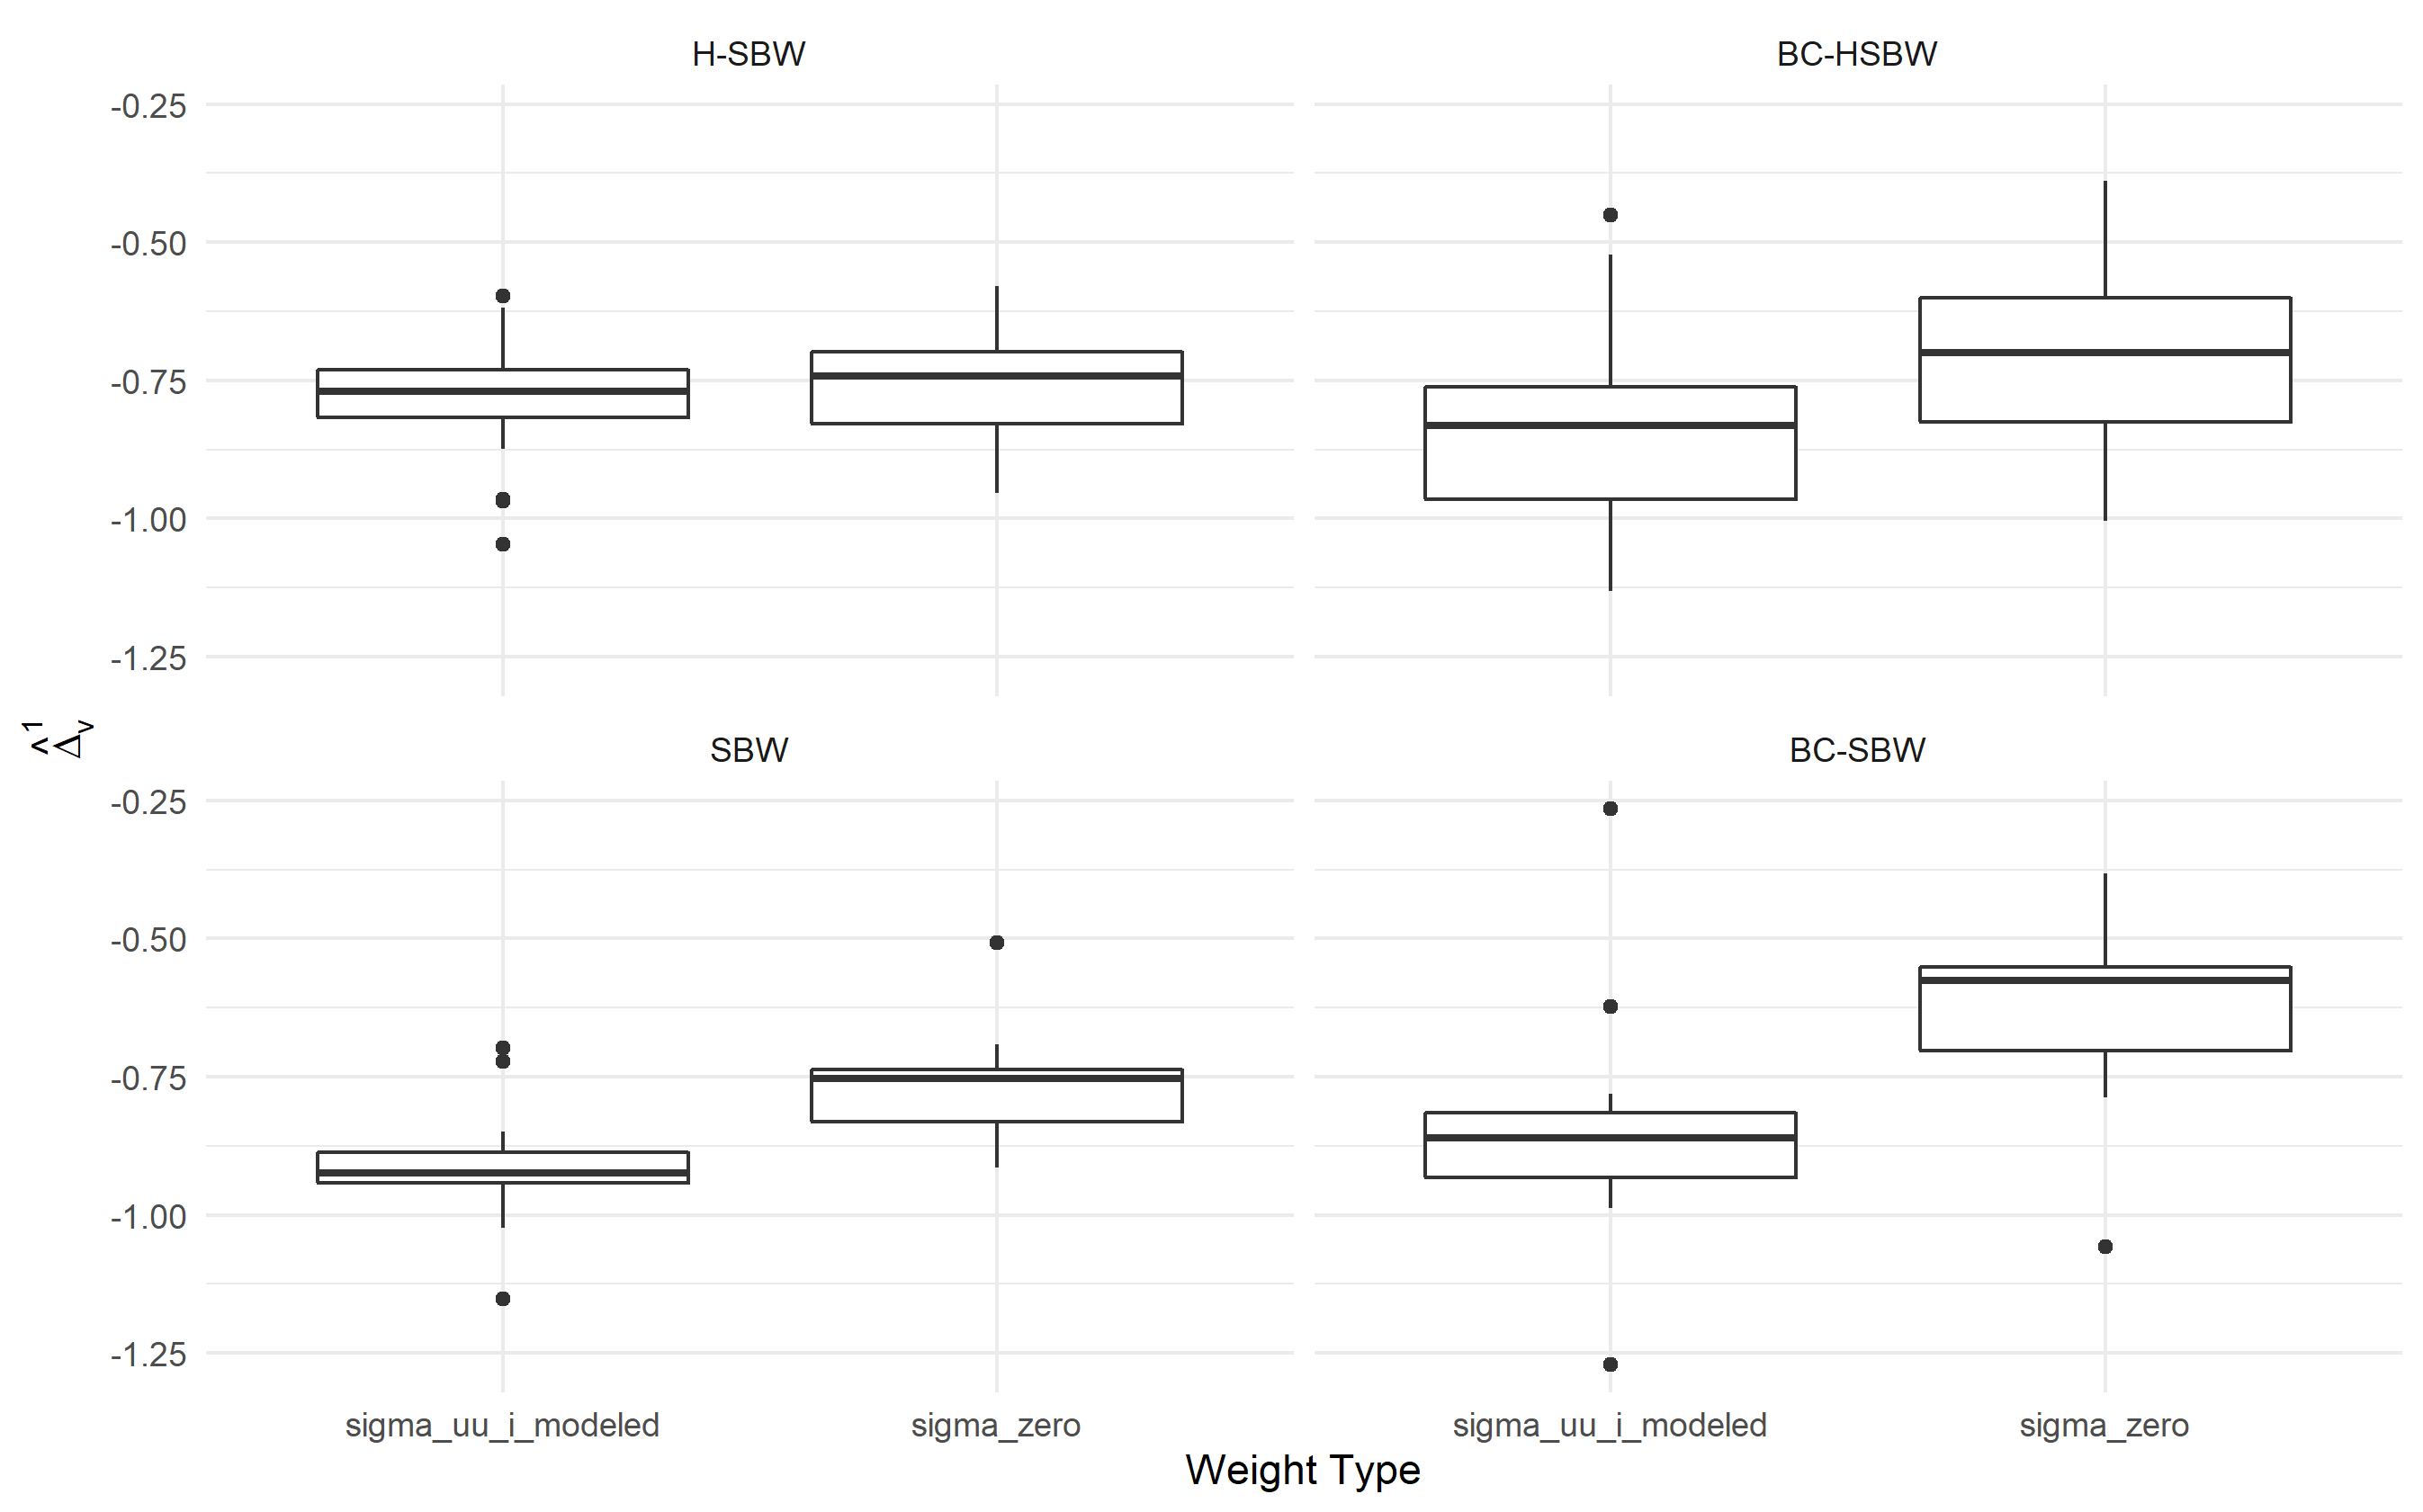 H-SBW
BC-HSBW
-0.25
-0.50
-0.75
-1.00
-1.25
Δ̂¹ᵥ
SBW
BC-SBW
-0.25
-0.50
-0.75
-1.00
-1.25
sigma_uu_i_modeled
sigma_zero
sigma_uu_i_modeled
sigma_zero
Weight Type